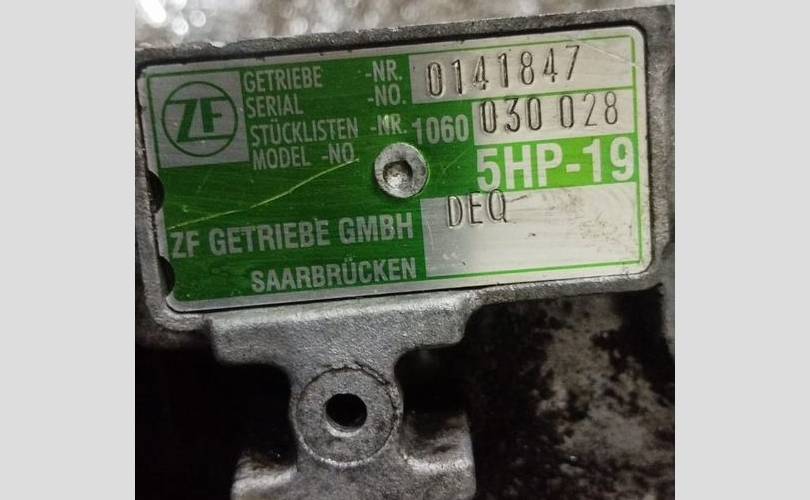 ZF
GETRIEBE -NR. 0141847
SERIAL -NO.
STÜCKLISTEN -NR. 1060 030 028
MODEL -NO
5HP-19
DEQ
ZF GETRIEBE GMBH
SAARBRÜCKEN